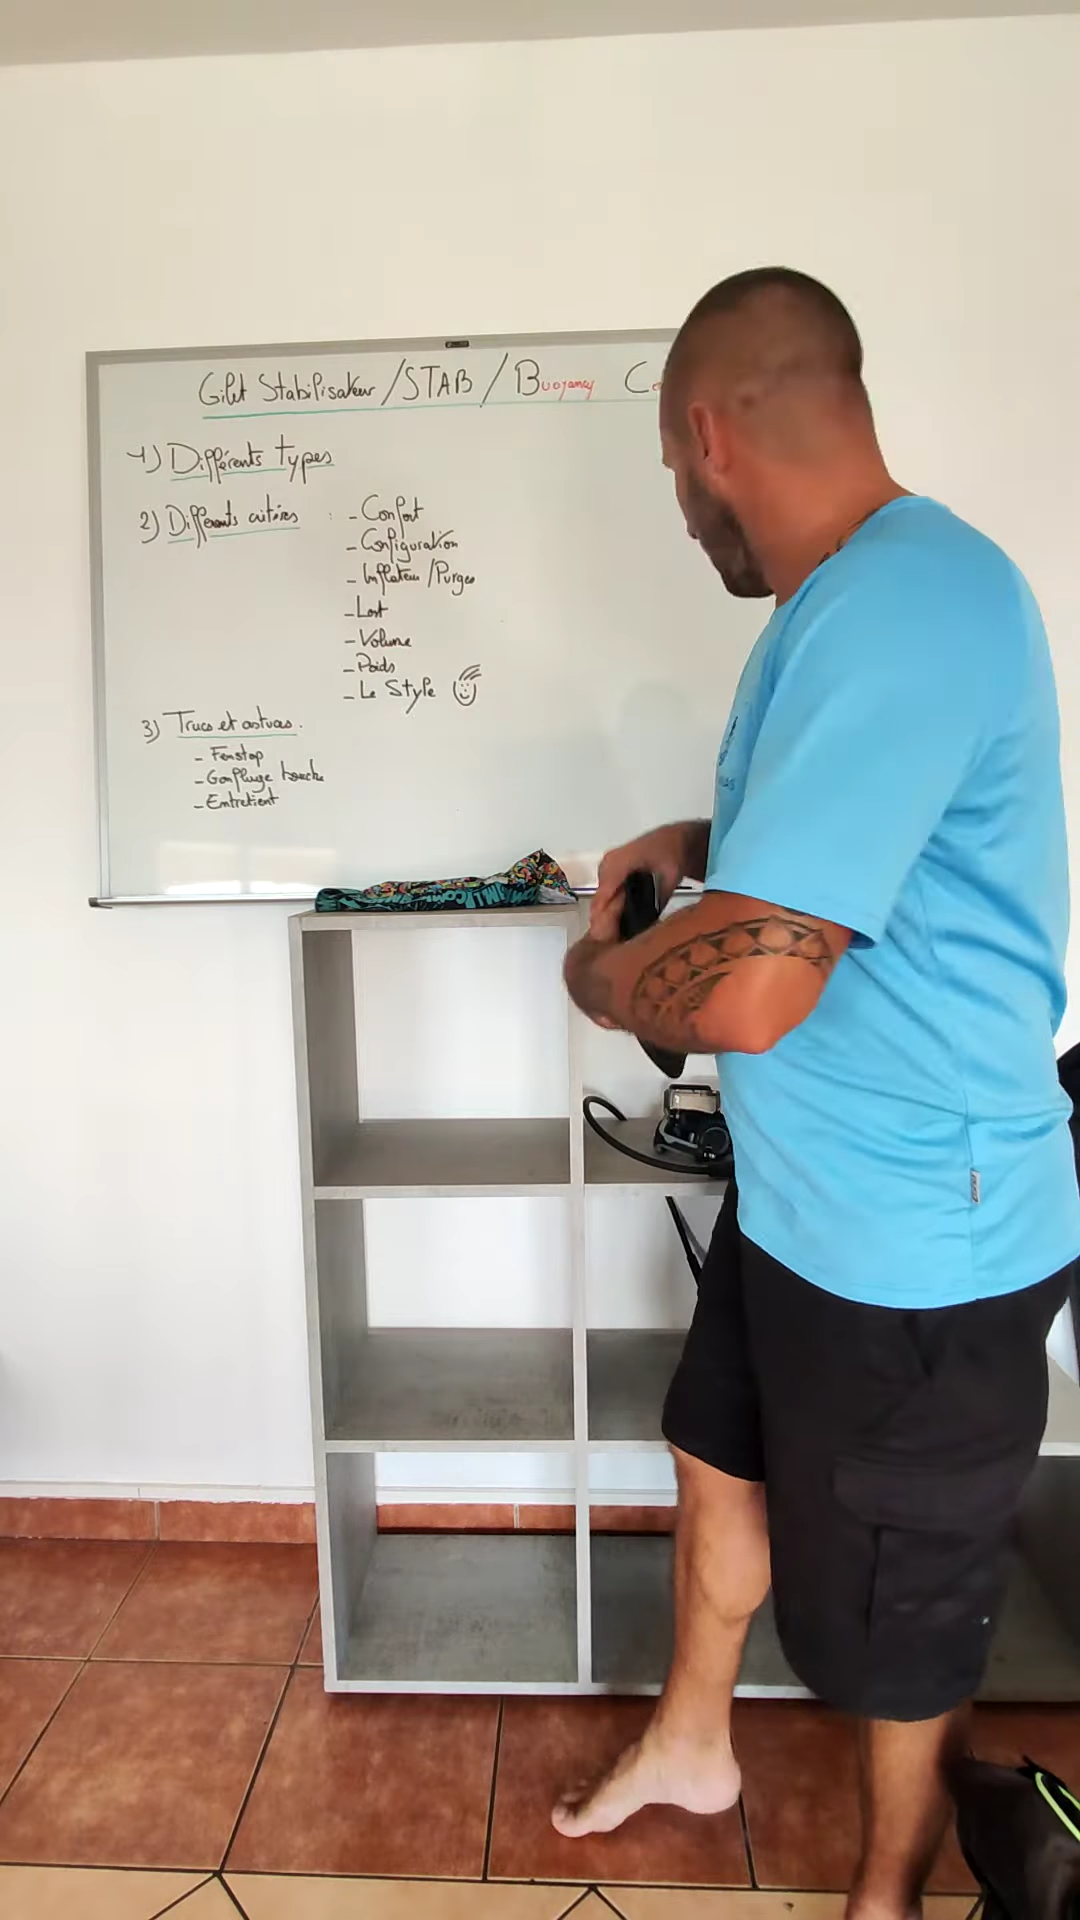 Gilet Stabilisateur / STAB / Buoyancy C
1) Différents types
2) Différents critères : - Confort
- Configuration
- Inflateur / Purges
- Lest
- Volume
- Poids
- Le Style
3) Trucs et astuces.
- Fenstop
- Gonflage bouche
- Entretient